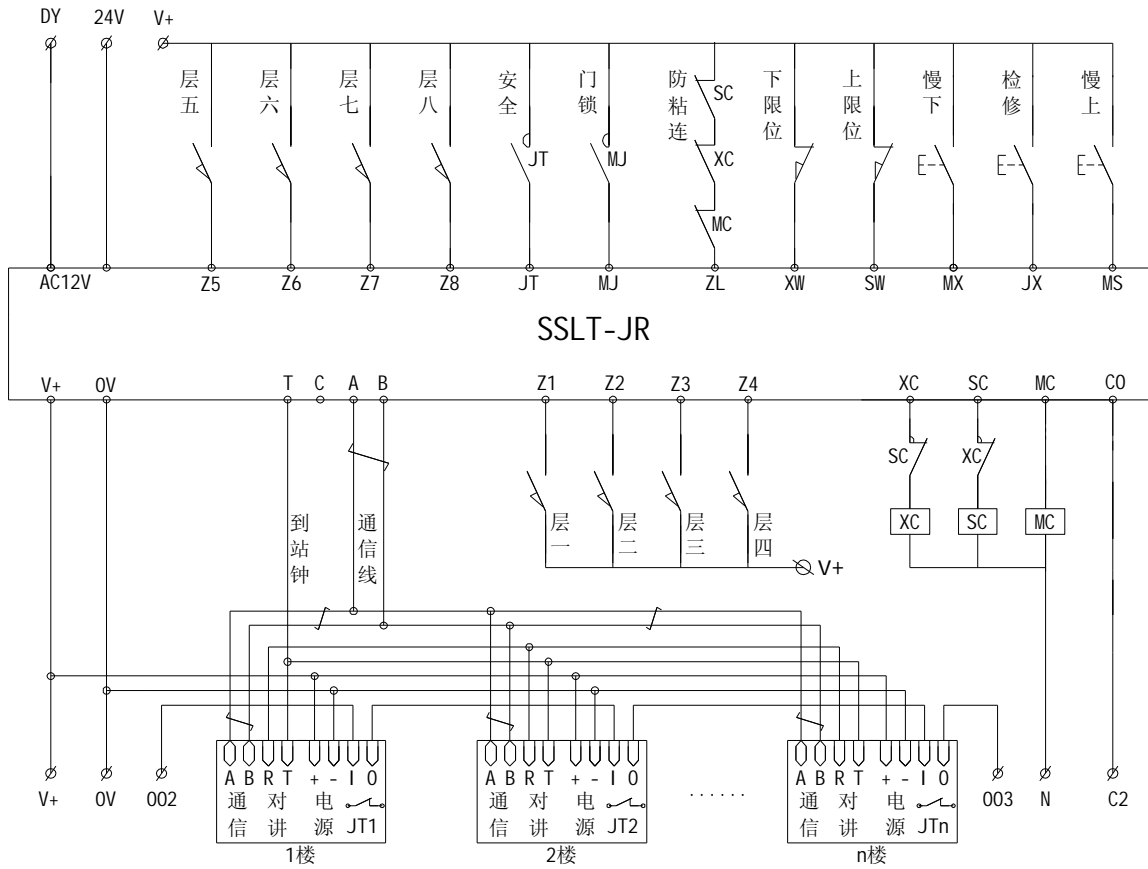 DY 24V V+
层五 层六 层七 层八 安全 门锁 防粘连 下限位 上限位 慢下 检修 慢上
SC
JT MJ XC
MC
AC12V Z5 Z6 Z7 Z8 JT MJ ZL XW SW MX JX MS
SSLT-JR
V+ 0V T C A B Z1 Z2 Z3 Z4 XC SC MC CO
SC XC
到站钟 通信线 层一 层二 层三 层四 XC SC MC
V+
A B R T + - I O A B R T + - I O A B R T + - I O
V+ 0V 002 通信 对讲 电源 JT1 通信 对讲 电源 JT2 ······ 通信 对讲 电源 JTn 003 N C2
1楼 2楼 n楼